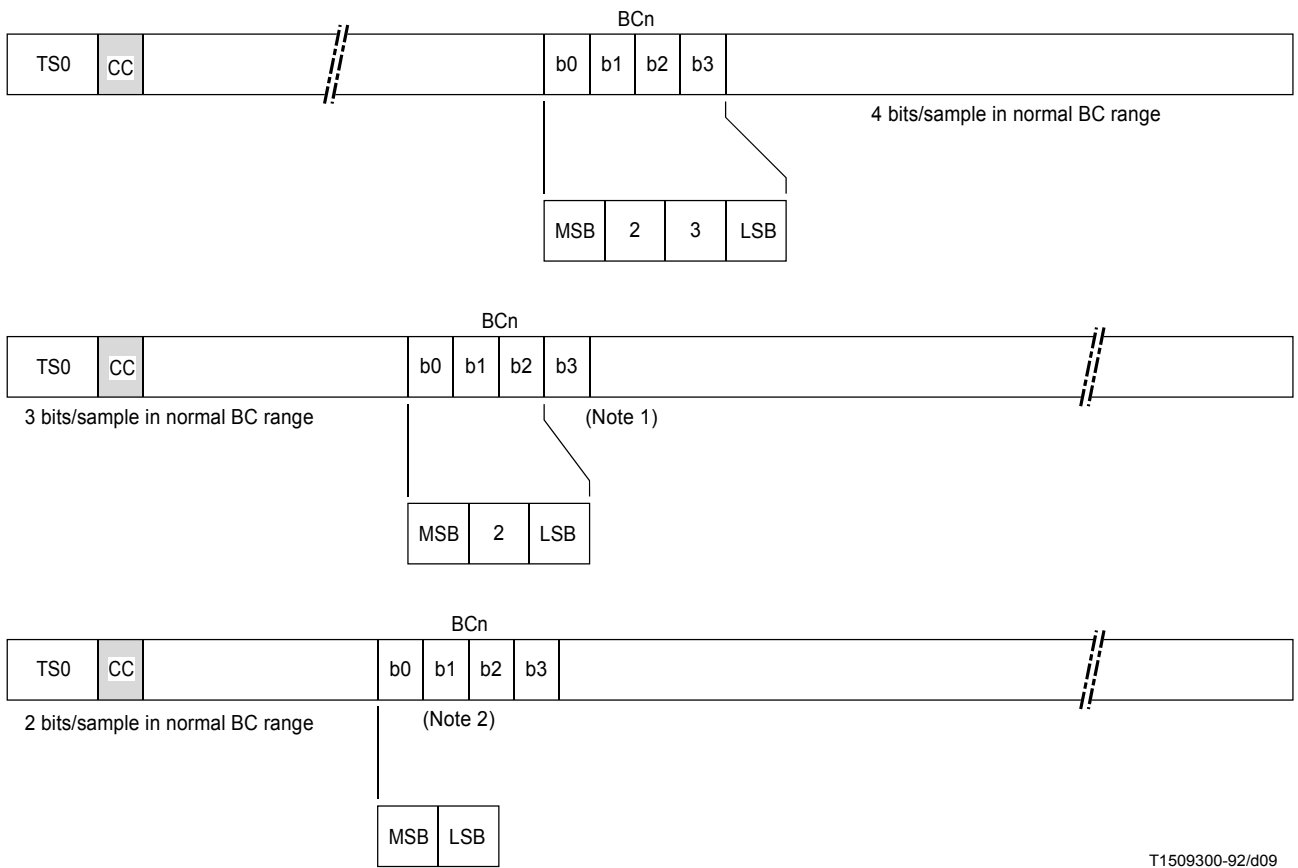 BCn
TS0 CC b0 b1 b2 b3
4 bits/sample in normal BC range
MSB 2 3 LSB
BCn
TS0 CC b0 b1 b2 b3
3 bits/sample in normal BC range (Note 1)
MSB 2 LSB
BCn
TS0 CC b0 b1 b2 b3
2 bits/sample in normal BC range (Note 2)
MSB LSB
T1509300-92/d09